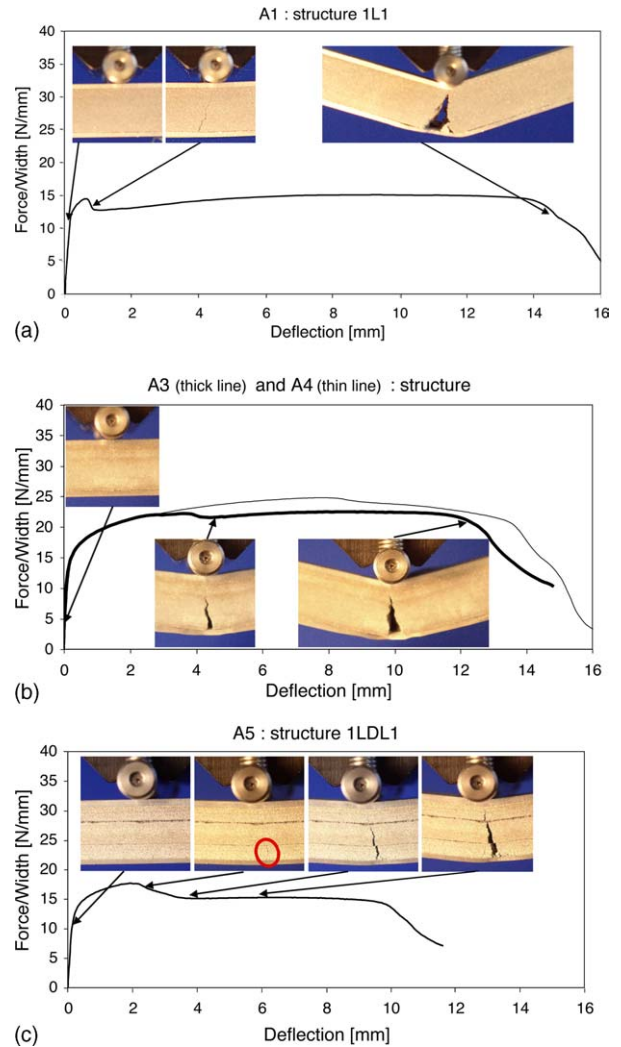 A1 : structure 1L1
40
35
30
25
20
15
10
5
0
Force/Width [N/mm]
0 2 4 6 8 10 12 14 16
Deflection [mm]
(a)
A3 (thick line) and A4 (thin line) : structure
40
35
30
25
20
15
10
5
0
Force/Width [N/mm]
0 2 4 6 8 10 12 14 16
Deflection [mm]
(b)
A5 : structure 1LDL1
40
35
30
25
20
15
10
5
0
Force/Width [N/mm]
0 2 4 6 8 10 12 14 16
Deflection [mm]
(c)